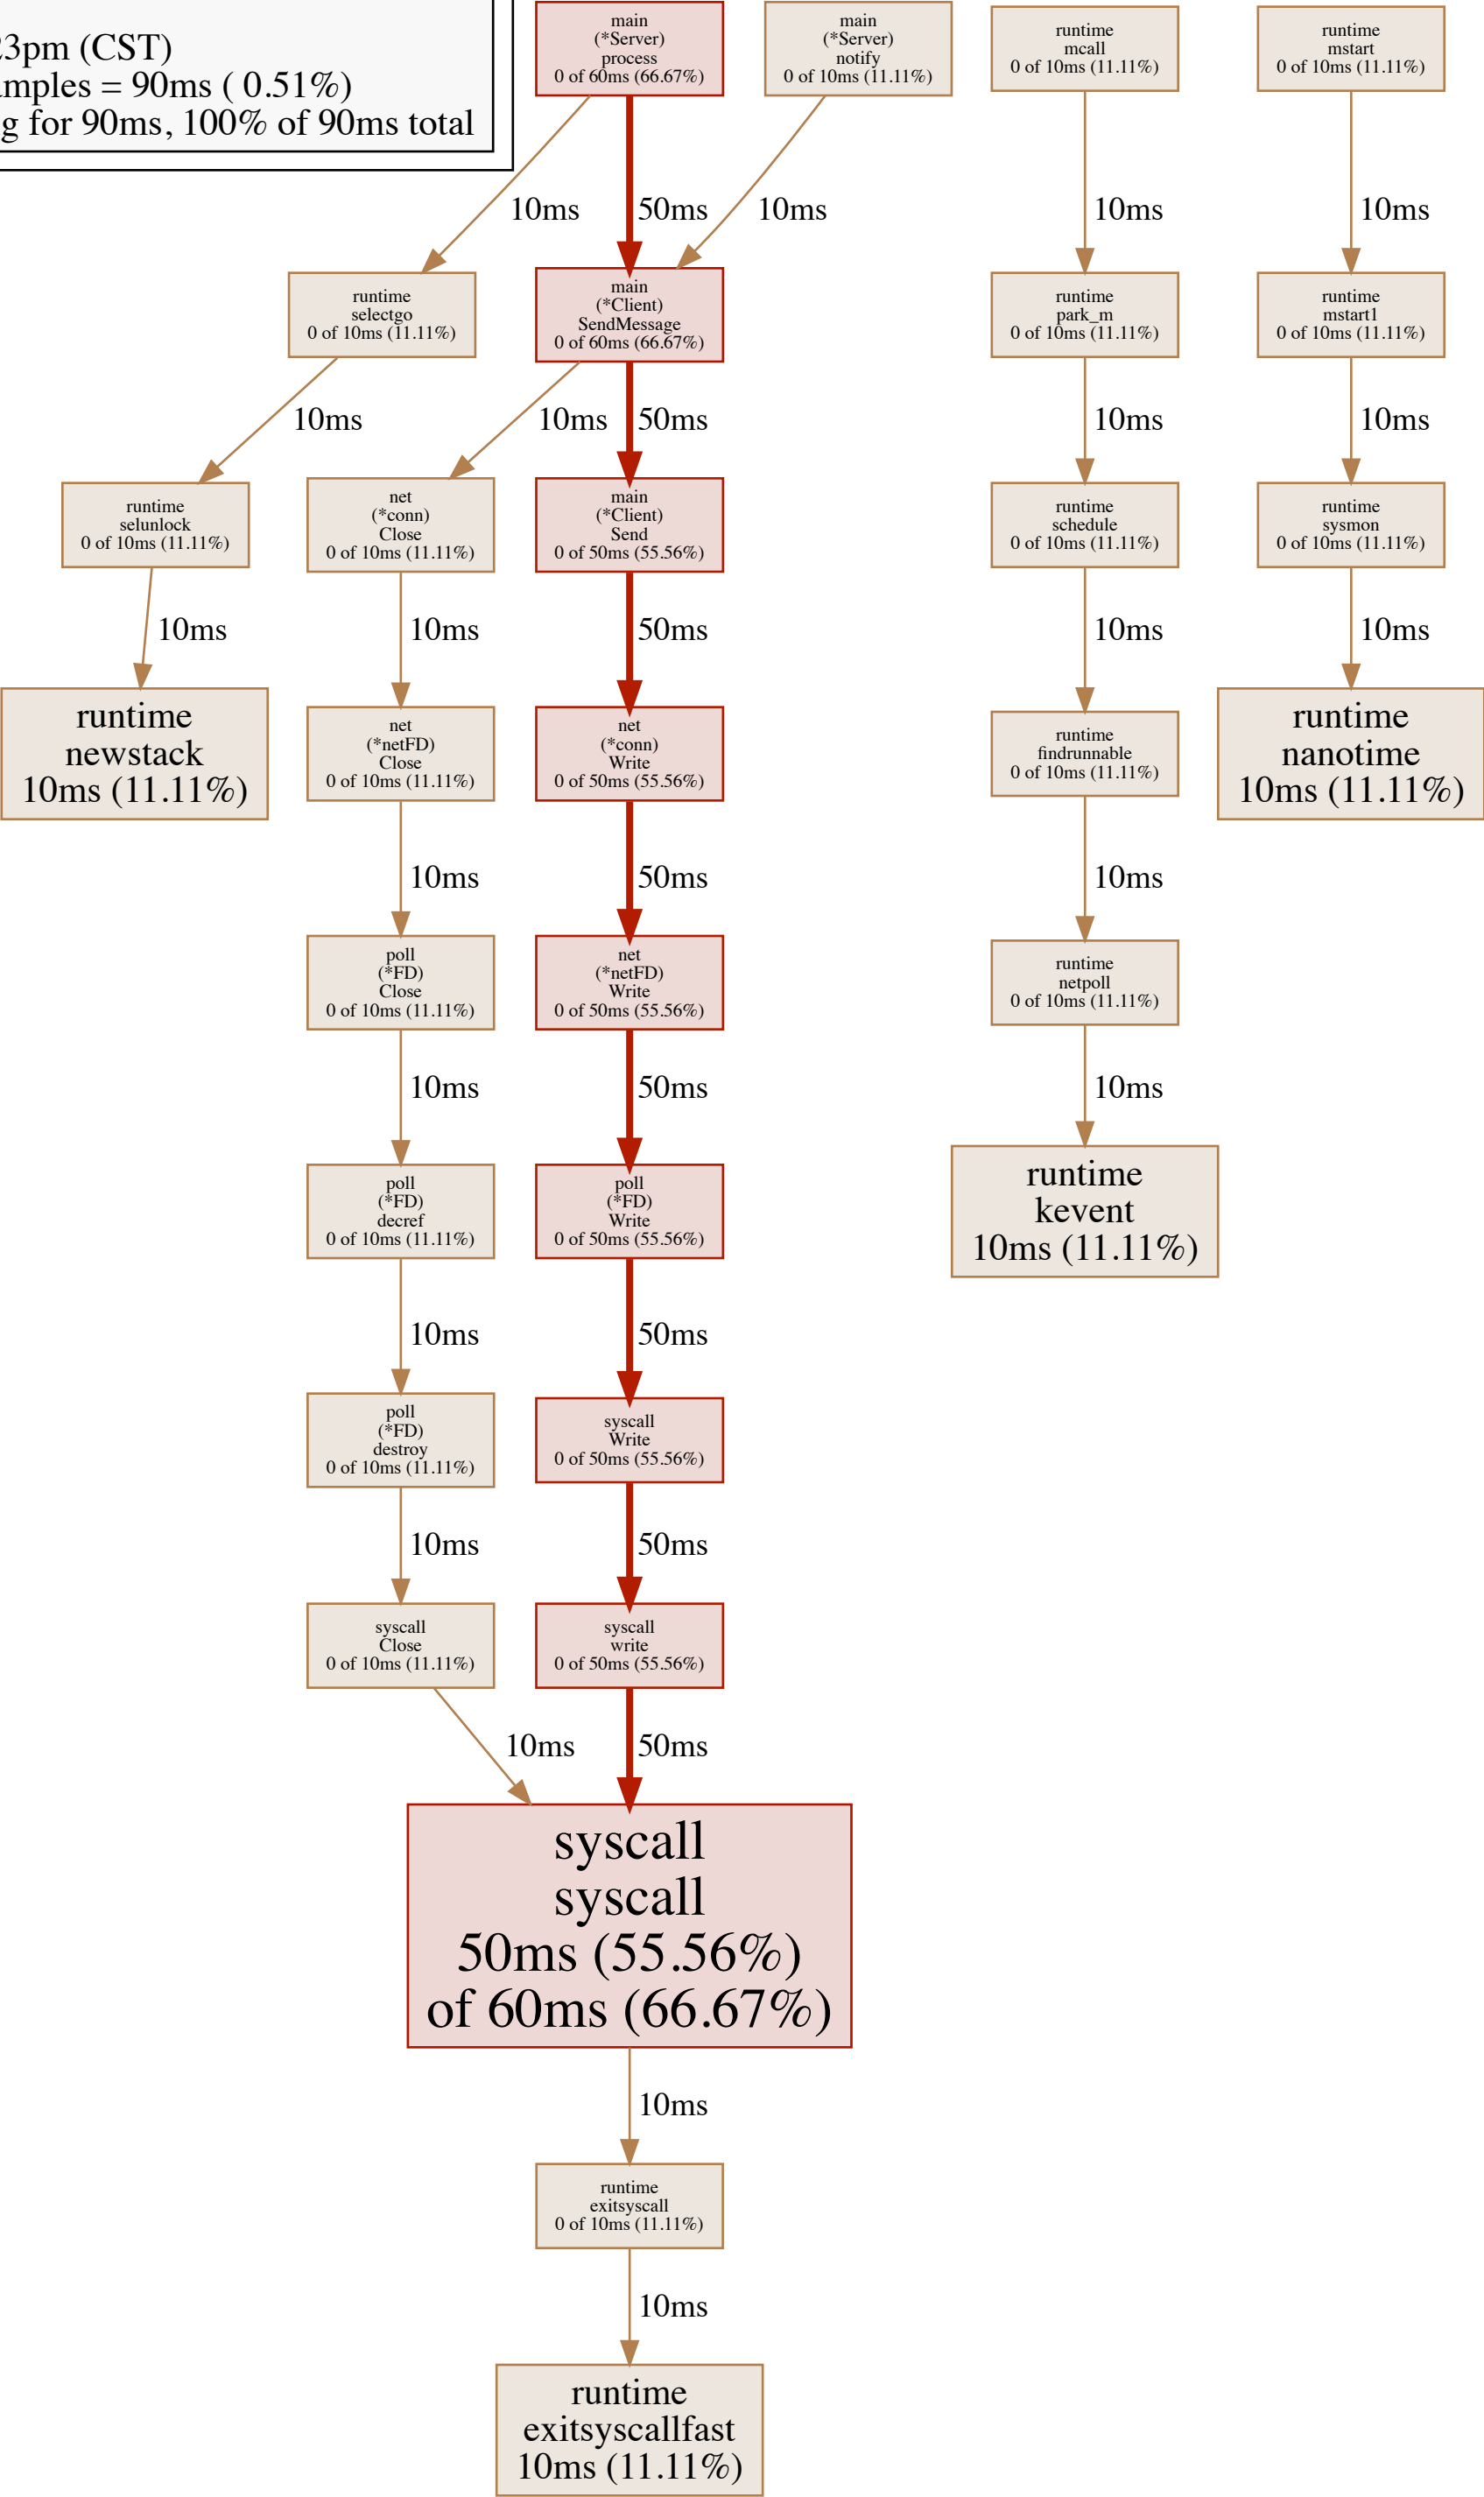 23pm (CST)
amples = 90ms ( 0.51%)
g for 90ms, 100% of 90ms total
main
(*Server)
process
0 of 60ms (66.67%)
main
(*Server)
notify
0 of 10ms (11.11%)
runtime
mcall
0 of 10ms (11.11%)
runtime
mstart
0 of 10ms (11.11%)
10ms
50ms
10ms
10ms
10ms
runtime
selectgo
0 of 10ms (11.11%)
main
(*Client)
SendMessage
0 of 60ms (66.67%)
runtime
park_m
0 of 10ms (11.11%)
runtime
mstart1
0 of 10ms (11.11%)
10ms
10ms
50ms
10ms
10ms
runtime
selunlock
0 of 10ms (11.11%)
net
(*conn)
Close
0 of 10ms (11.11%)
main
(*Client)
Send
0 of 50ms (55.56%)
runtime
schedule
0 of 10ms (11.11%)
runtime
sysmon
0 of 10ms (11.11%)
10ms
10ms
50ms
10ms
10ms
runtime
newstack
10ms (11.11%)
net
(*netFD)
Close
0 of 10ms (11.11%)
net
(*conn)
Write
0 of 50ms (55.56%)
runtime
findrunnable
0 of 10ms (11.11%)
runtime
nanotime
10ms (11.11%)
10ms
50ms
10ms
poll
(*FD)
Close
0 of 10ms (11.11%)
net
(*netFD)
Write
0 of 50ms (55.56%)
runtime
netpoll
0 of 10ms (11.11%)
10ms
50ms
10ms
poll
(*FD)
decref
0 of 10ms (11.11%)
poll
(*FD)
Write
0 of 50ms (55.56%)
runtime
kevent
10ms (11.11%)
10ms
50ms
poll
(*FD)
destroy
0 of 10ms (11.11%)
syscall
Write
0 of 50ms (55.56%)
10ms
50ms
syscall
Close
0 of 10ms (11.11%)
syscall
write
0 of 50ms (55.56%)
10ms
50ms
syscall
syscall
50ms (55.56%)
of 60ms (66.67%)
10ms
runtime
exitsyscall
0 of 10ms (11.11%)
10ms
runtime
exitsyscallfast
10ms (11.11%)